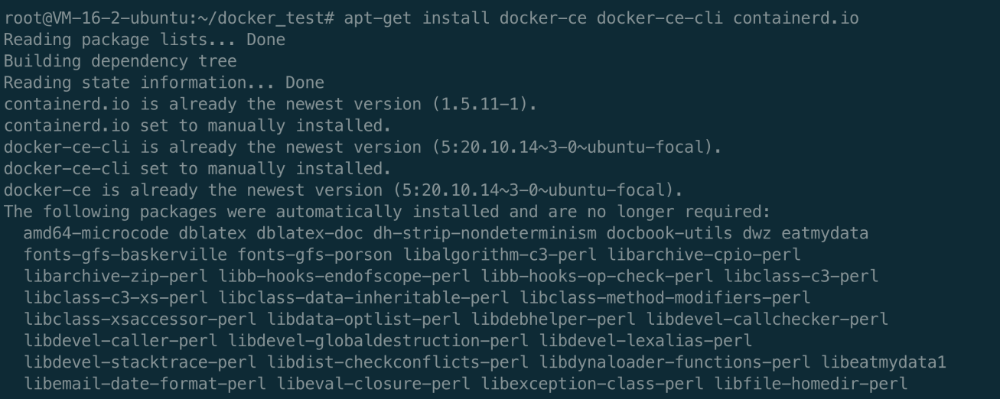 root@VM-16-2-ubuntu:~/docker_test# apt-get install docker-ce docker-ce-cli containerd.io
Reading package lists... Done
Building dependency tree
Reading state information... Done
containerd.io is already the newest version (1.5.11-1).
containerd.io set to manually installed.
docker-ce-cli is already the newest version (5:20.10.14~3-0~ubuntu-focal).
docker-ce-cli set to manually installed.
docker-ce is already the newest version (5:20.10.14~3-0~ubuntu-focal).
The following packages were automatically installed and are no longer required:
  amd64-microcode dblatex dblatex-doc dh-strip-nondeterminism docbook-utils dwz eatmydata
  fonts-gfs-baskerville fonts-gfs-porson libalgorithm-c3-perl libarchive-cpio-perl
  libarchive-zip-perl libb-hooks-endofscope-perl libb-hooks-op-check-perl libclass-c3-perl
  libclass-c3-xs-perl libclass-data-inheritable-perl libclass-method-modifiers-perl
  libclass-xsaccessor-perl libdata-optlist-perl libdebhelper-perl libdevel-callchecker-perl
  libdevel-caller-perl libdevel-globaldestruction-perl libdevel-lexalias-perl
  libdevel-stacktrace-perl libdist-checkconflicts-perl libdynaloader-functions-perl libeatmydata1
  libemail-date-format-perl libeval-closure-perl libexception-class-perl libfile-homedir-perl